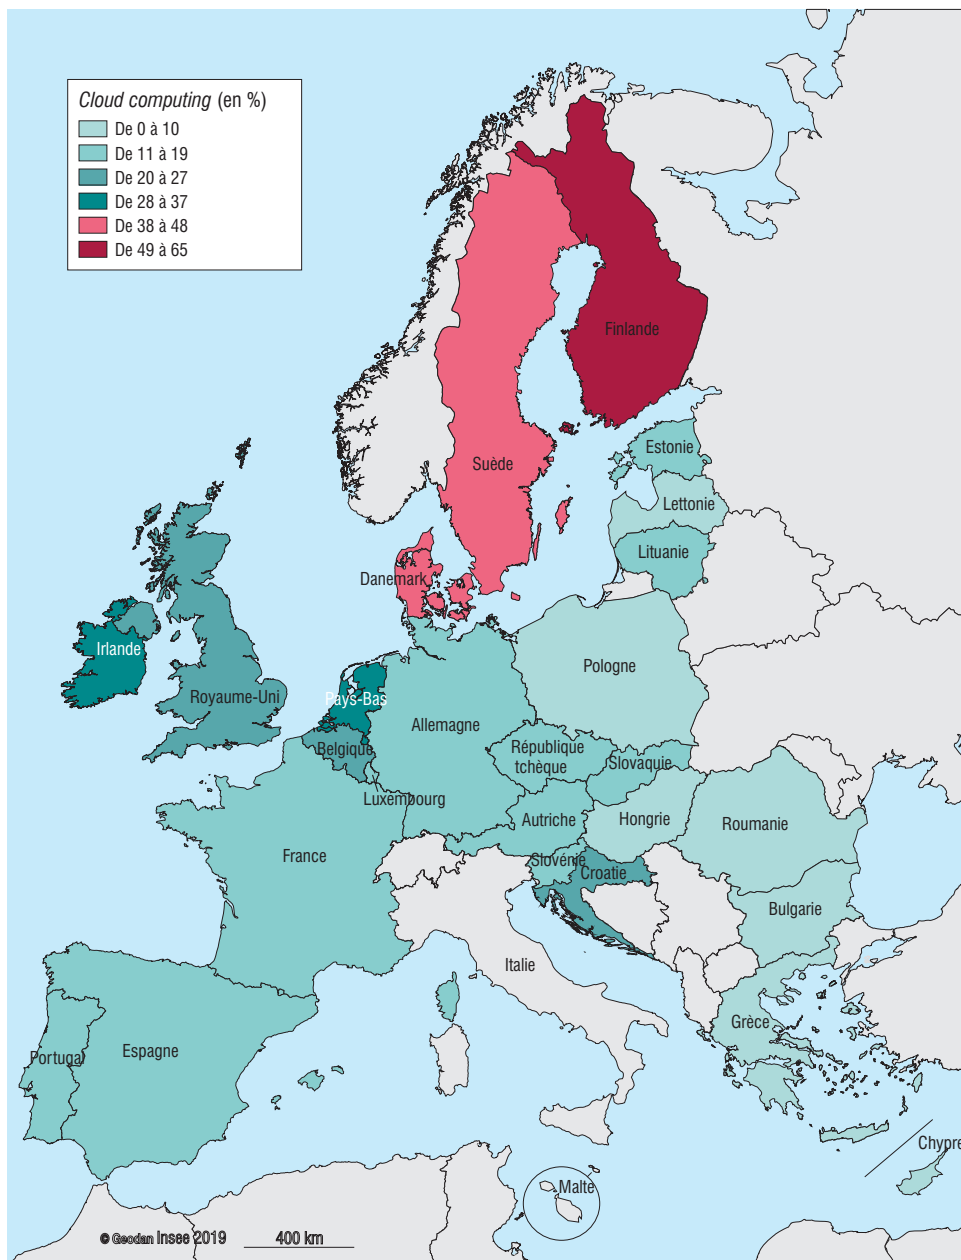 Cloud computing (en %)
De 0 à 10
De 11 à 19
De 20 à 27
De 28 à 37
De 38 à 48
De 49 à 65
Finlande
Estonie
Suède
Lettonie
Lituanie
Danemark
Irlande
Pologne
Royaume-Uni
Pays-Bas
Allemagne
Belgique
République
tchèque
Slovaquie
Luxembourg
Autriche
Hongrie
Roumanie
France
Slovénie
Croatie
Bulgarie
Italie
Grèce
Portugal
Espagne
Chypre
Malte
© Geodan Insee 2019
400 km